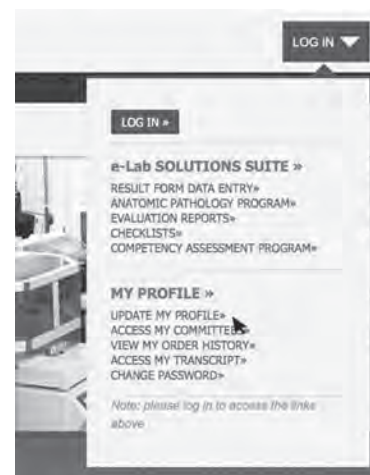 LOG IN
LOG IN »
e-Lab SOLUTIONS SUITE »
RESULT FORM DATA ENTRY»
ANATOMIC PATHOLOGY PROGRAM»
EVALUATION REPORTS»
CHECKLISTS»
COMPETENCY ASSESSMENT PROGRAM»
MY PROFILE »
UPDATE MY PROFILE»
ACCESS MY COMMITTEES»
VIEW MY ORDER HISTORY»
ACCESS MY TRANSCRIPT»
CHANGE PASSWORD»
Note: please log in to access the links
above